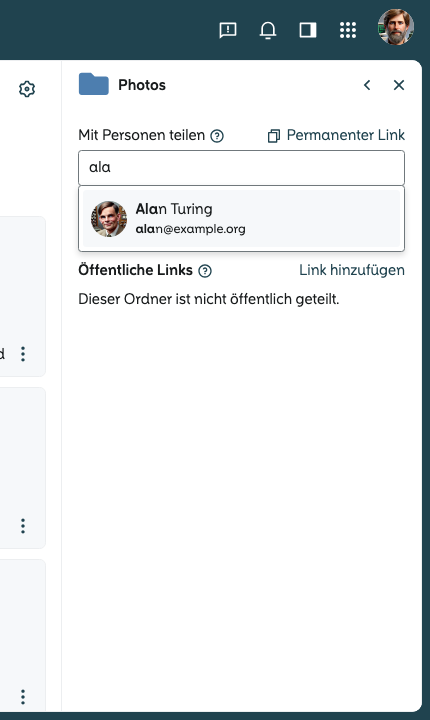 Photos
Mit Personen teilen
Permanenter Link
ala
Alan Turing
alan@example.org
Öffentliche Links
Link hinzufügen
Dieser Ordner ist nicht öffentlich geteilt.
d